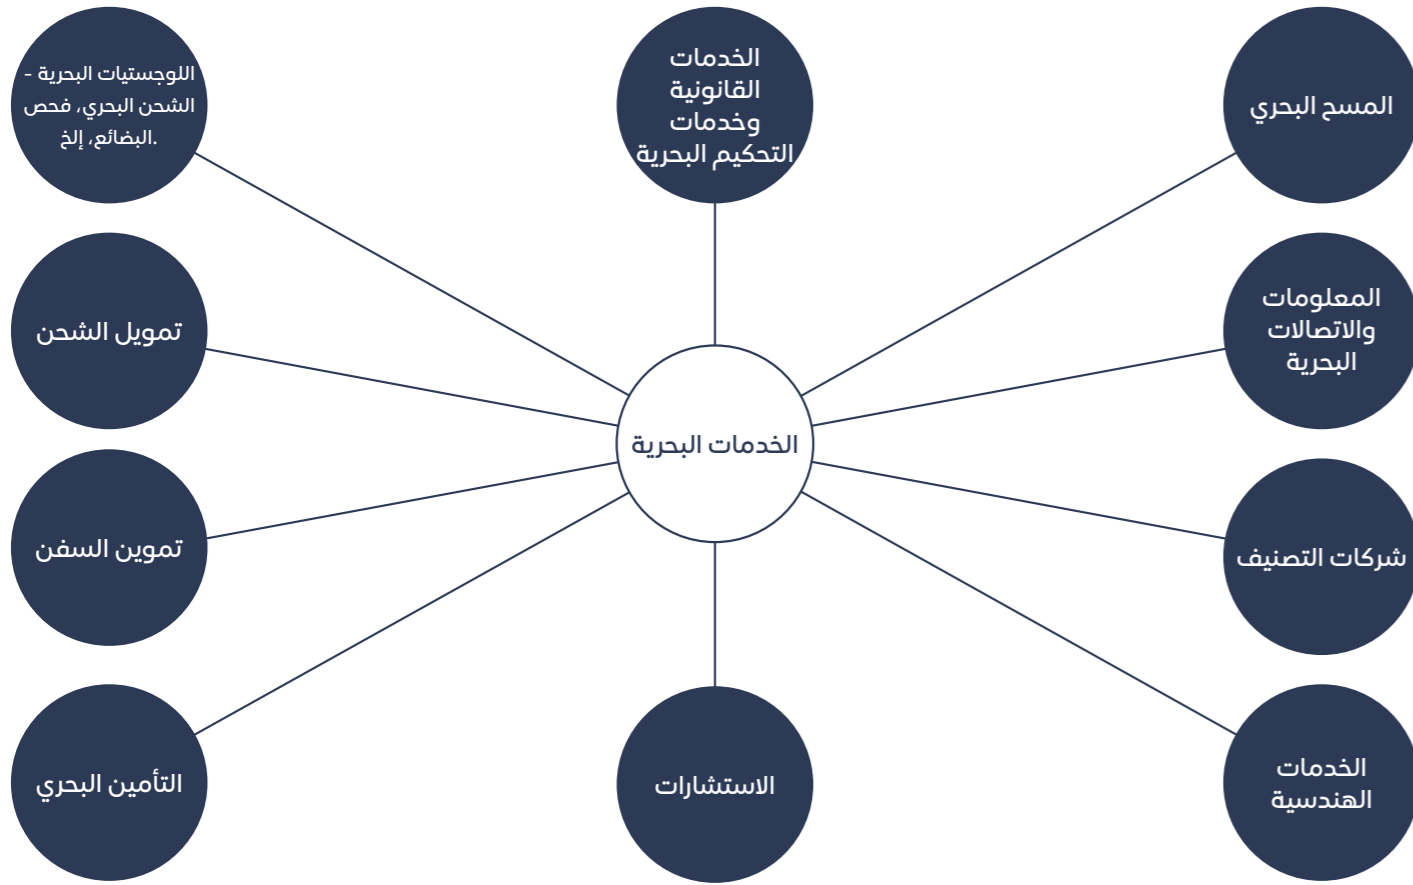 المسح البحري
الخدمات
القانونية
وخدمات
التحكيم البحرية
اللوجستيات البحرية -
الشحن البحري، فحص
البضائع، إلخ.
المعلومات
والاتصالات
البحرية
تمويل الشحن
الخدمات البحرية
شركات التصنيف
تموين السفن
الخدمات
الهندسية
الاستشارات
التأمين البحري